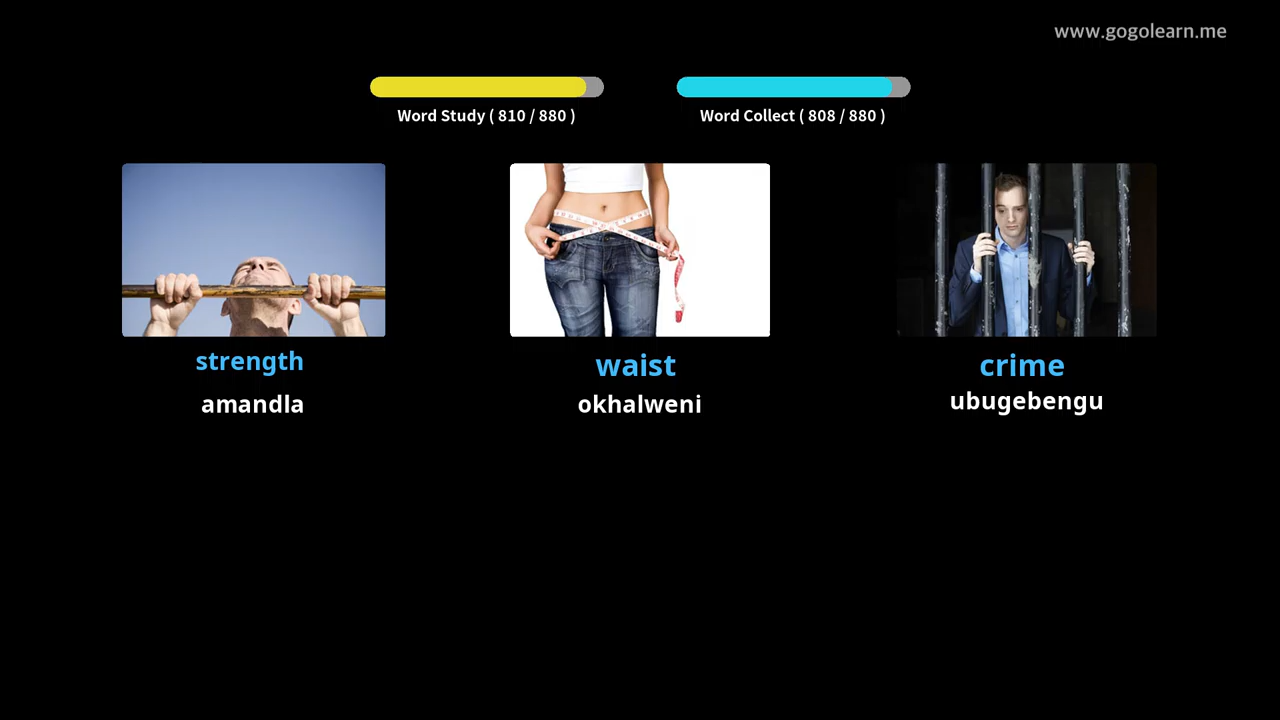 www.gogolearn.me
Word Study ( 810 / 880 )
Word Collect ( 808 / 880 )
strength
waist
crime
amandla
okhalweni
ubugebengu